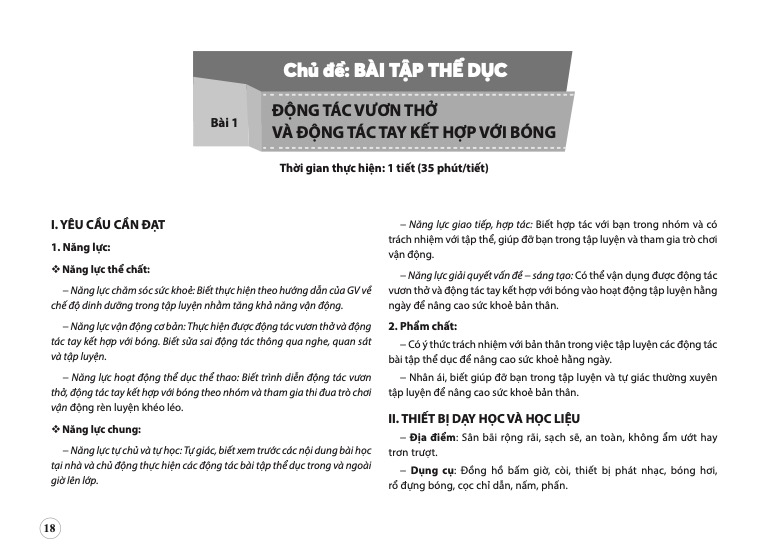 Chủ đề: BÀI TẬP THỂ DỤC
Bài 1
ĐỘNG TÁC VƯƠN THỞ
VÀ ĐỘNG TÁC TAY KẾT HỢP VỚI BÓNG
Thời gian thực hiện: 1 tiết (35 phút/tiết)
I. YÊU CẦU CẦN ĐẠT
1. Năng lực:
❖ Năng lực thể chất:
– Năng lực chăm sóc sức khoẻ: Biết thực hiện theo hướng dẫn của GV về
chế độ dinh dưỡng trong tập luyện nhằm tăng khả năng vận động.
– Năng lực vận động cơ bản: Thực hiện được động tác vươn thở và động
tác tay kết hợp với bóng. Biết sửa sai động tác thông qua nghe, quan sát
và tập luyện.
– Năng lực hoạt động thể dục thể thao: Biết trình diễn động tác vươn
thở, động tác tay kết hợp với bóng theo nhóm và tham gia thi đua trò chơi
vận động rèn luyện khéo léo.
❖ Năng lực chung:
– Năng lực tự chủ và tự học: Tự giác, biết xem trước các nội dung bài học
tại nhà và chủ động thực hiện các động tác bài tập thể dục trong và ngoài
giờ lên lớp.
– Năng lực giao tiếp, hợp tác: Biết hợp tác với bạn trong nhóm và có
trách nhiệm với tập thể, giúp đỡ bạn trong tập luyện và tham gia trò chơi
vận động.
– Năng lực giải quyết vấn đề – sáng tạo: Có thể vận dụng được động tác
vươn thở và động tác tay kết hợp với bóng vào hoạt động tập luyện hằng
ngày để nâng cao sức khoẻ bản thân.
2. Phẩm chất:
– Có ý thức trách nhiệm với bản thân trong việc tập luyện các động tác
bài tập thể dục để nâng cao sức khoẻ hằng ngày.
– Nhân ái, biết giúp đỡ bạn trong tập luyện và tự giác thường xuyên
tập luyện để nâng cao sức khoẻ bản thân.
II. THIẾT BỊ DẠY HỌC VÀ HỌC LIỆU
– Địa điểm: Sân bãi rộng rãi, sạch sẽ, an toàn, không ẩm ướt hay
trơn trượt.
– Dụng cụ: Đồng hồ bấm giờ, còi, thiết bị phát nhạc, bóng hơi,
rổ đựng bóng, cọc chỉ dẫn, nấm, phấn.
18